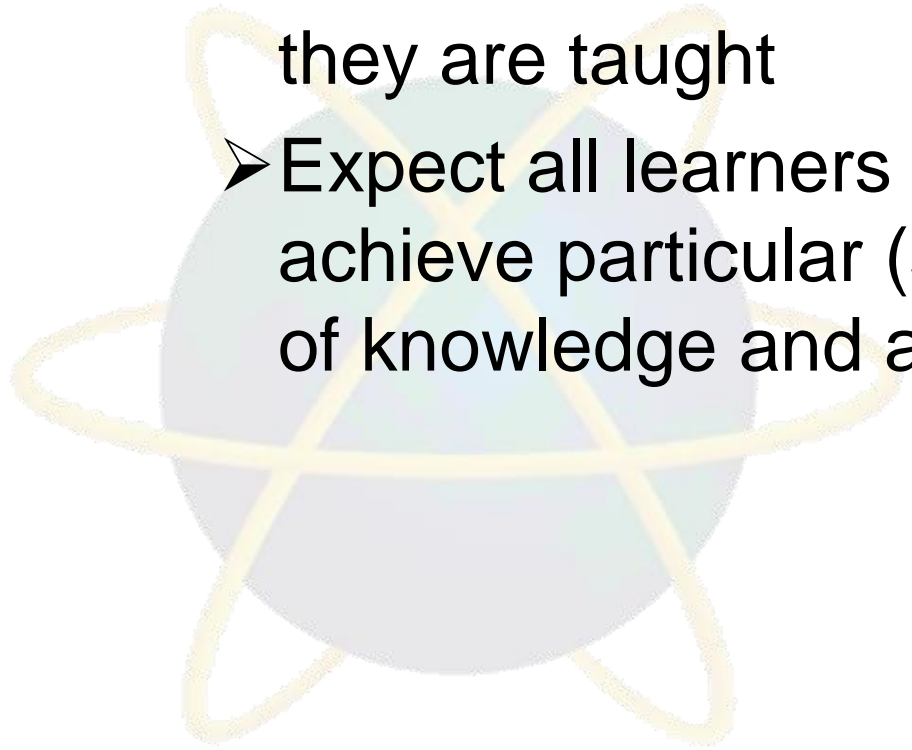 they are taught
➢Expect all learners
achieve particular (
of knowledge and